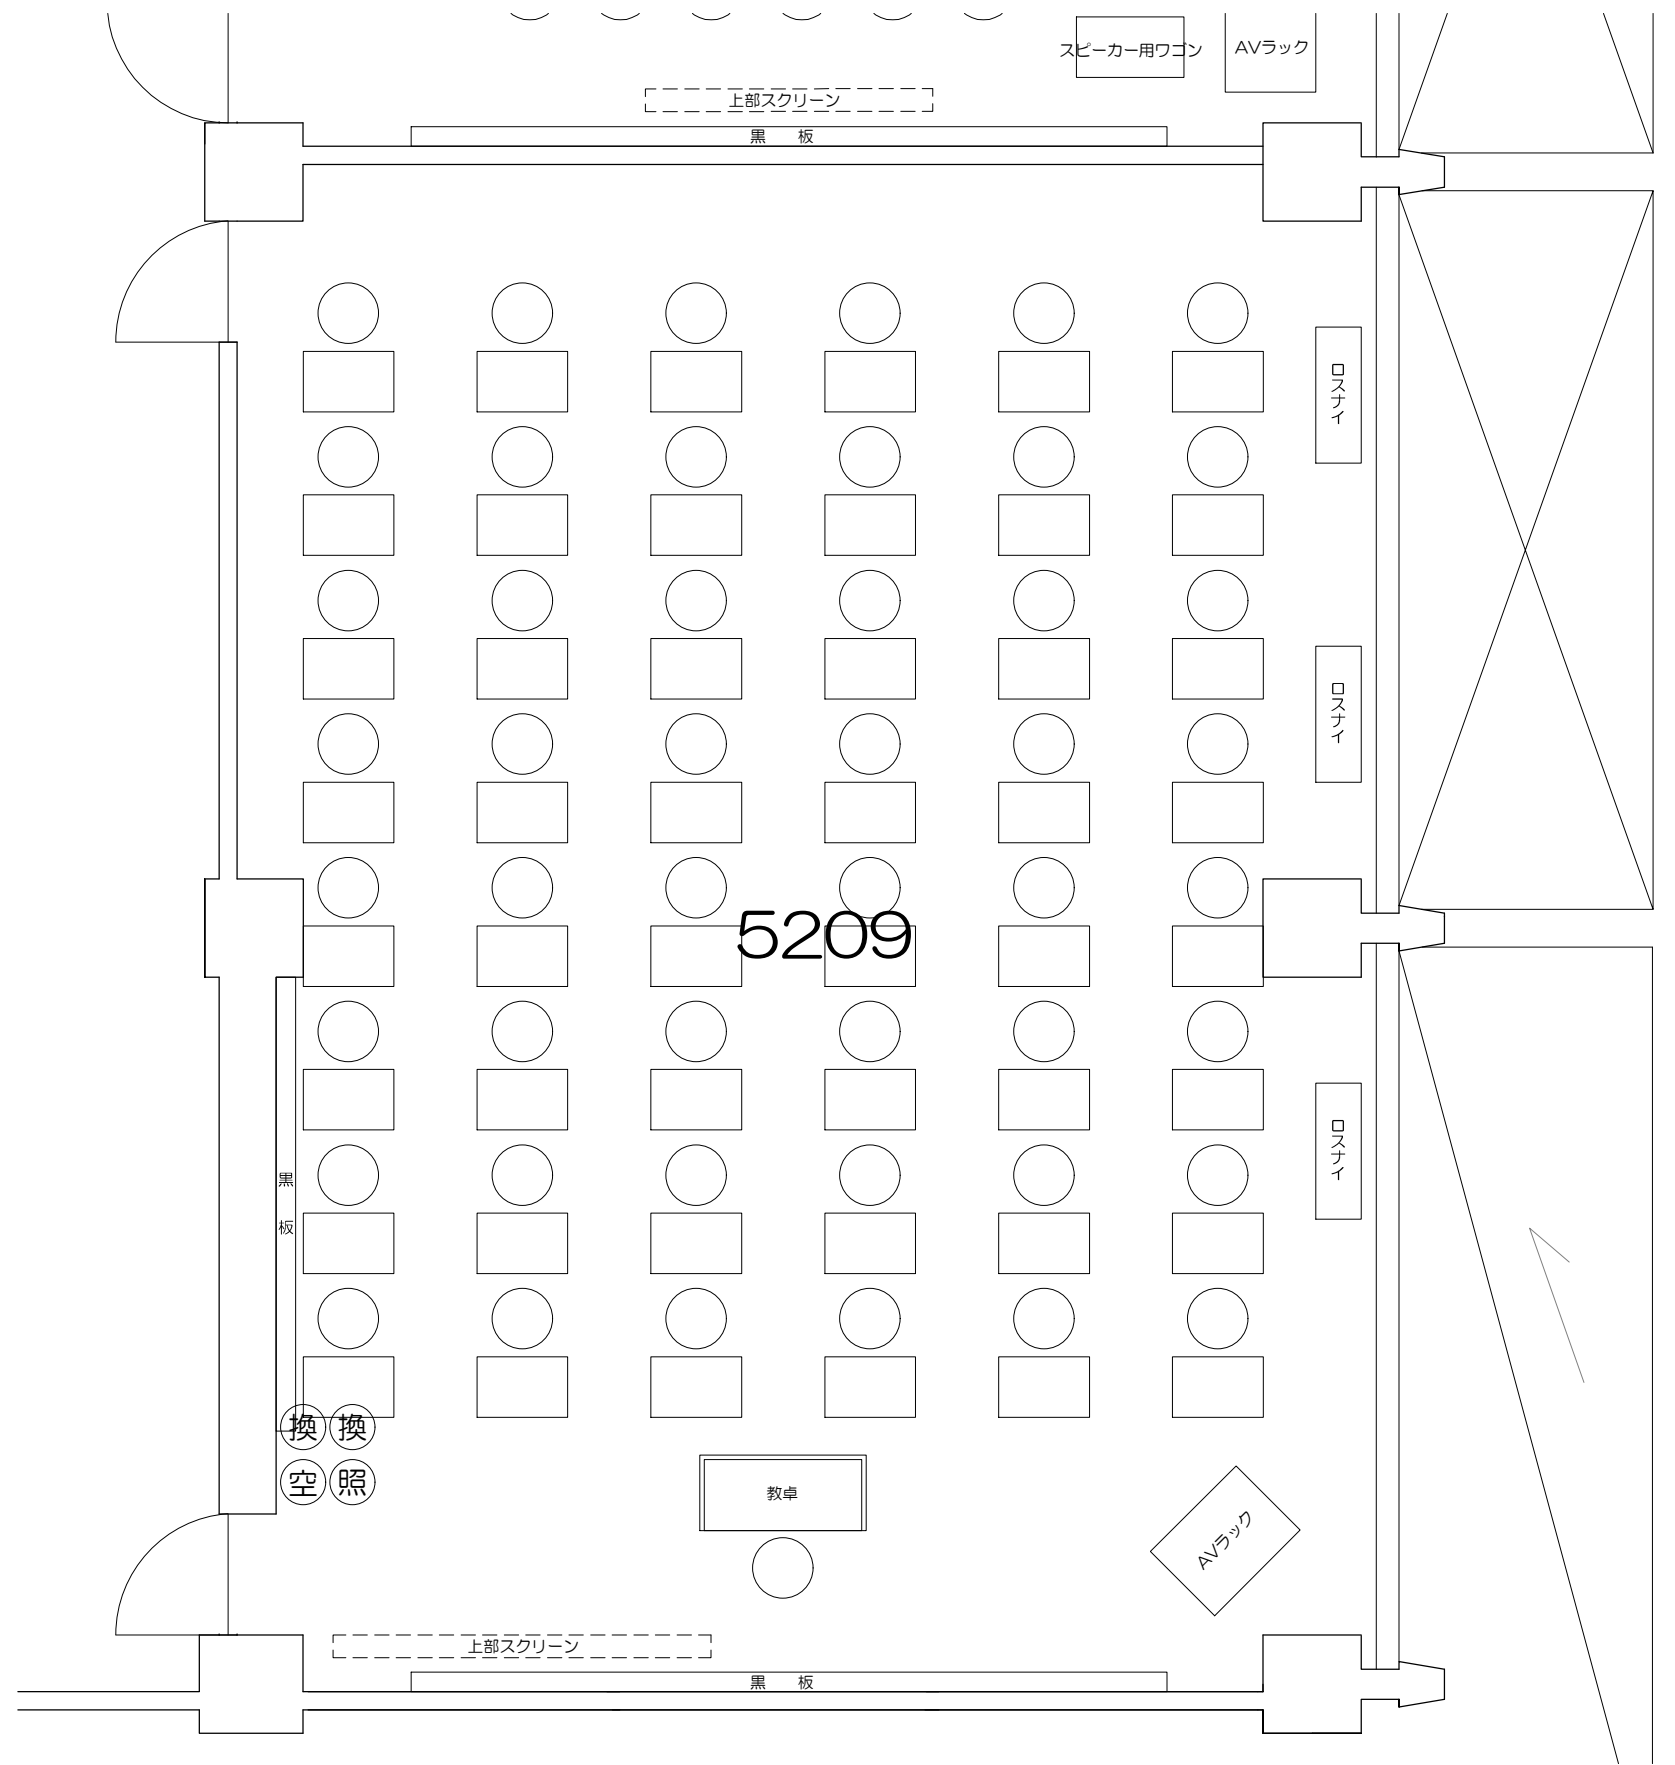 スピーカー用ワゴン
AVラック
上部スクリーン
黒　板
ロスナイ
ロスナイ
5209
ロスナイ
黒　板
換 換
空 照
教卓
AVラック
上部スクリーン
黒　板